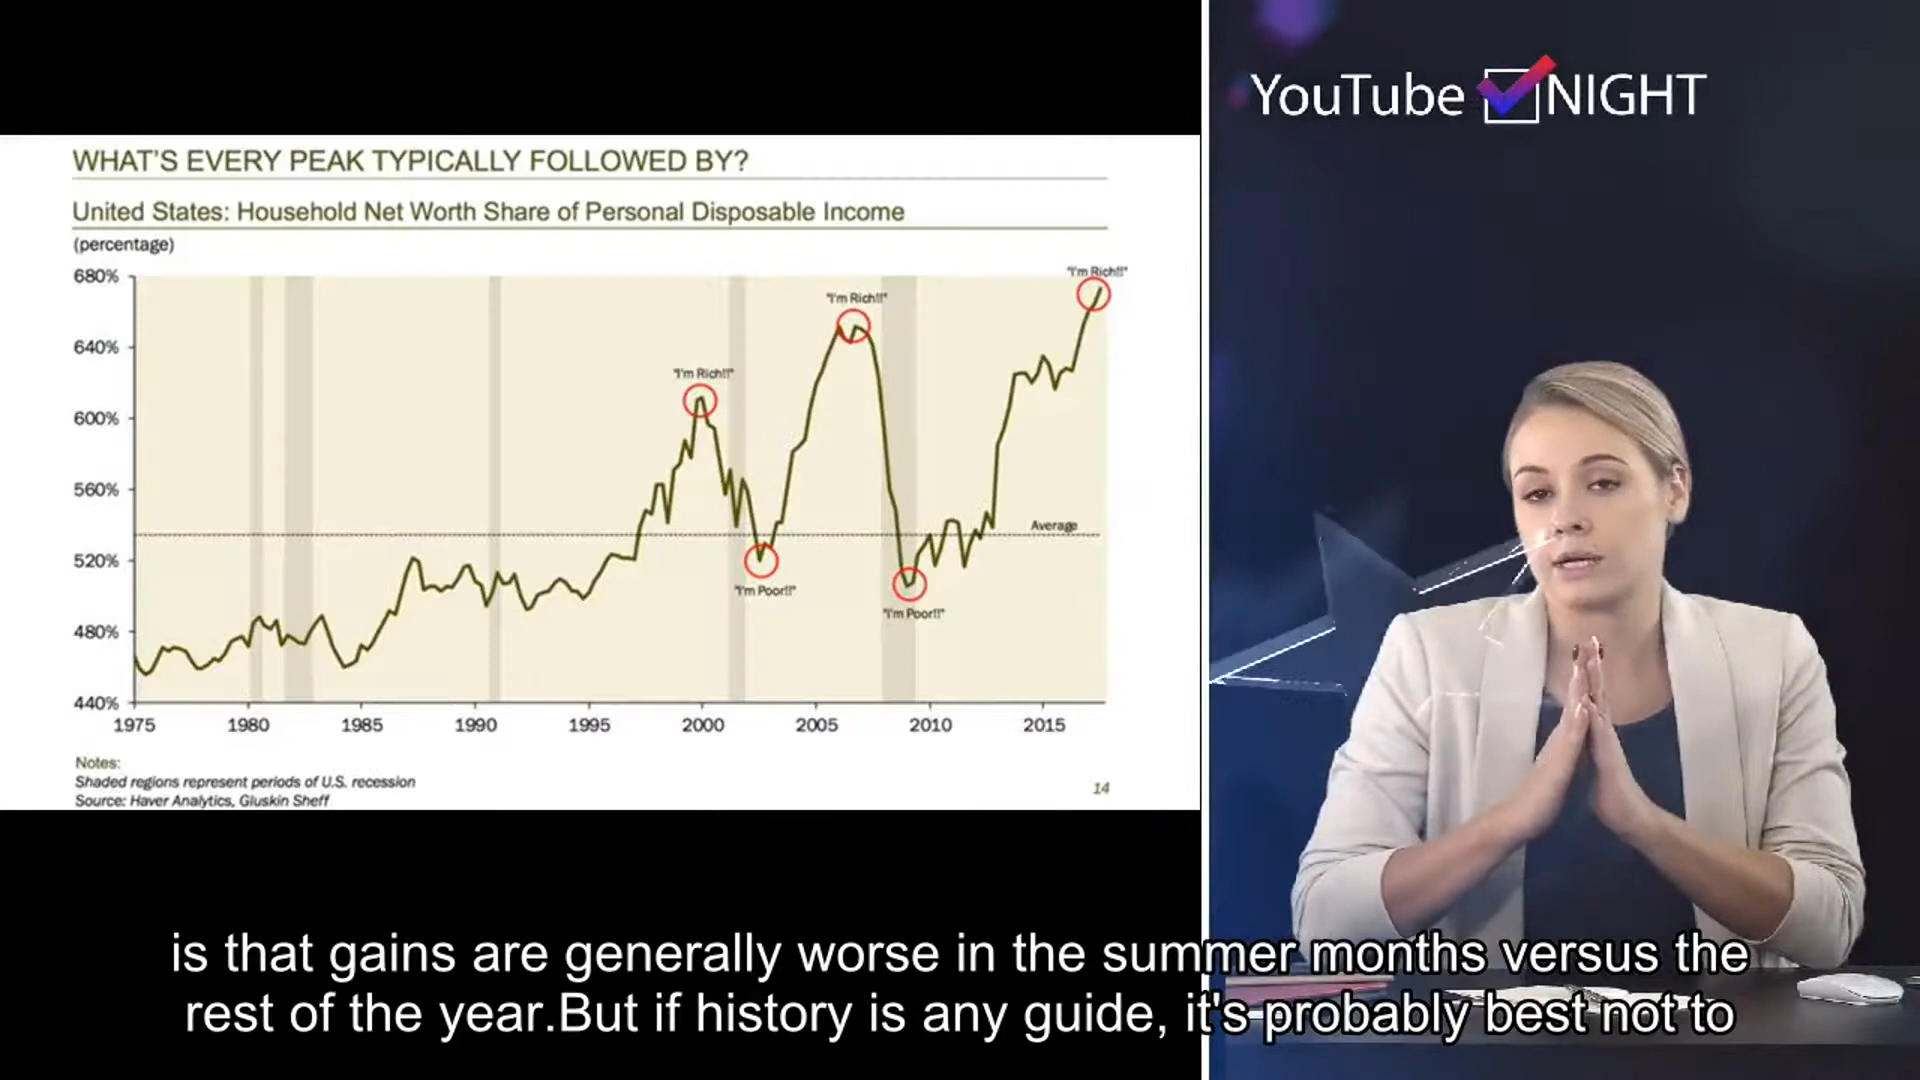 YouTube NIGHT
WHAT'S EVERY PEAK TYPICALLY FOLLOWED BY?
United States: Household Net Worth Share of Personal Disposable Income
(percentage)
680%
640%
600%
560%
520%
480%
440%
"I'm Rich!!"
"I'm Rich!!"
"I'm Rich!!"
Average
"I'm Poor!!"
"I'm Poor!!"
1975 1980 1985 1990 1995 2000 2005 2010 2015
Notes:
Shaded regions represent periods of U.S. recession
Source: Haver Analytics, Gluskin Sheff
14
is that gains are generally worse in the summer months versus the
rest of the year.But if history is any guide, it's probably best not to